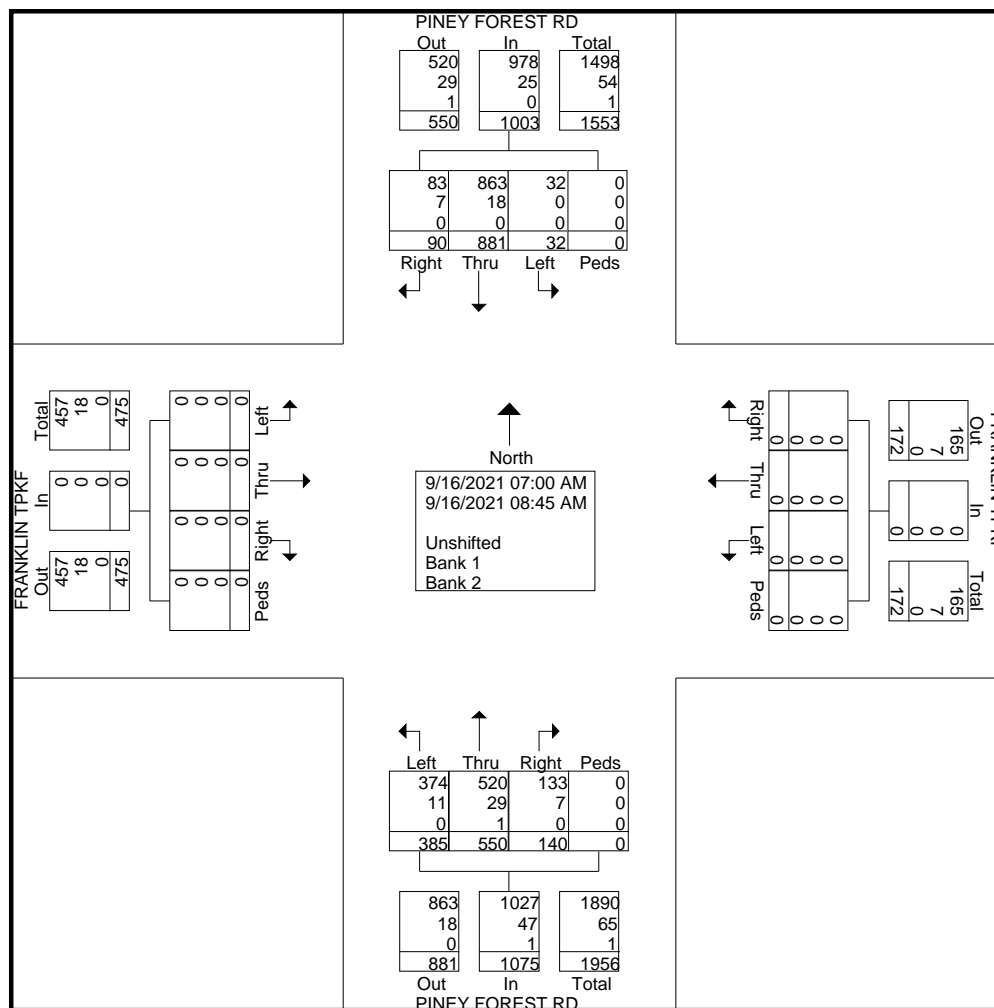 PINEY FOREST RD
Out In Total
520 978 1498
29 25 54
1 0 1
550 1003 1553
83 863 32 0
7 18 0 0
0 0 0 0
90 881 32 0
Right Thru Left Peds
FRANKLIN TPKF
Total In Out
457 0 457
18 0 18
0 0 0
475 0 475
Left Thru Right Peds
0 0 0 0
0 0 0 0
0 0 0 0
0 0 0 0
North
9/16/2021 07:00 AM
9/16/2021 08:45 AM
Unshifted
Bank 1
Bank 2
Right Thru Left Peds
0 0 0 0
0 0 0 0
0 0 0 0
0 0 0 0
Out In Total
165 0 165
7 0 7
0 0 0
172 0 172
Left Thru Right Peds
374 520 133 0
11 29 7 0
0 1 0 0
385 550 140 0
863 1027 1890
18 47 65
0 1 1
881 1075 1956
Out In Total
PINEY FOREST RD